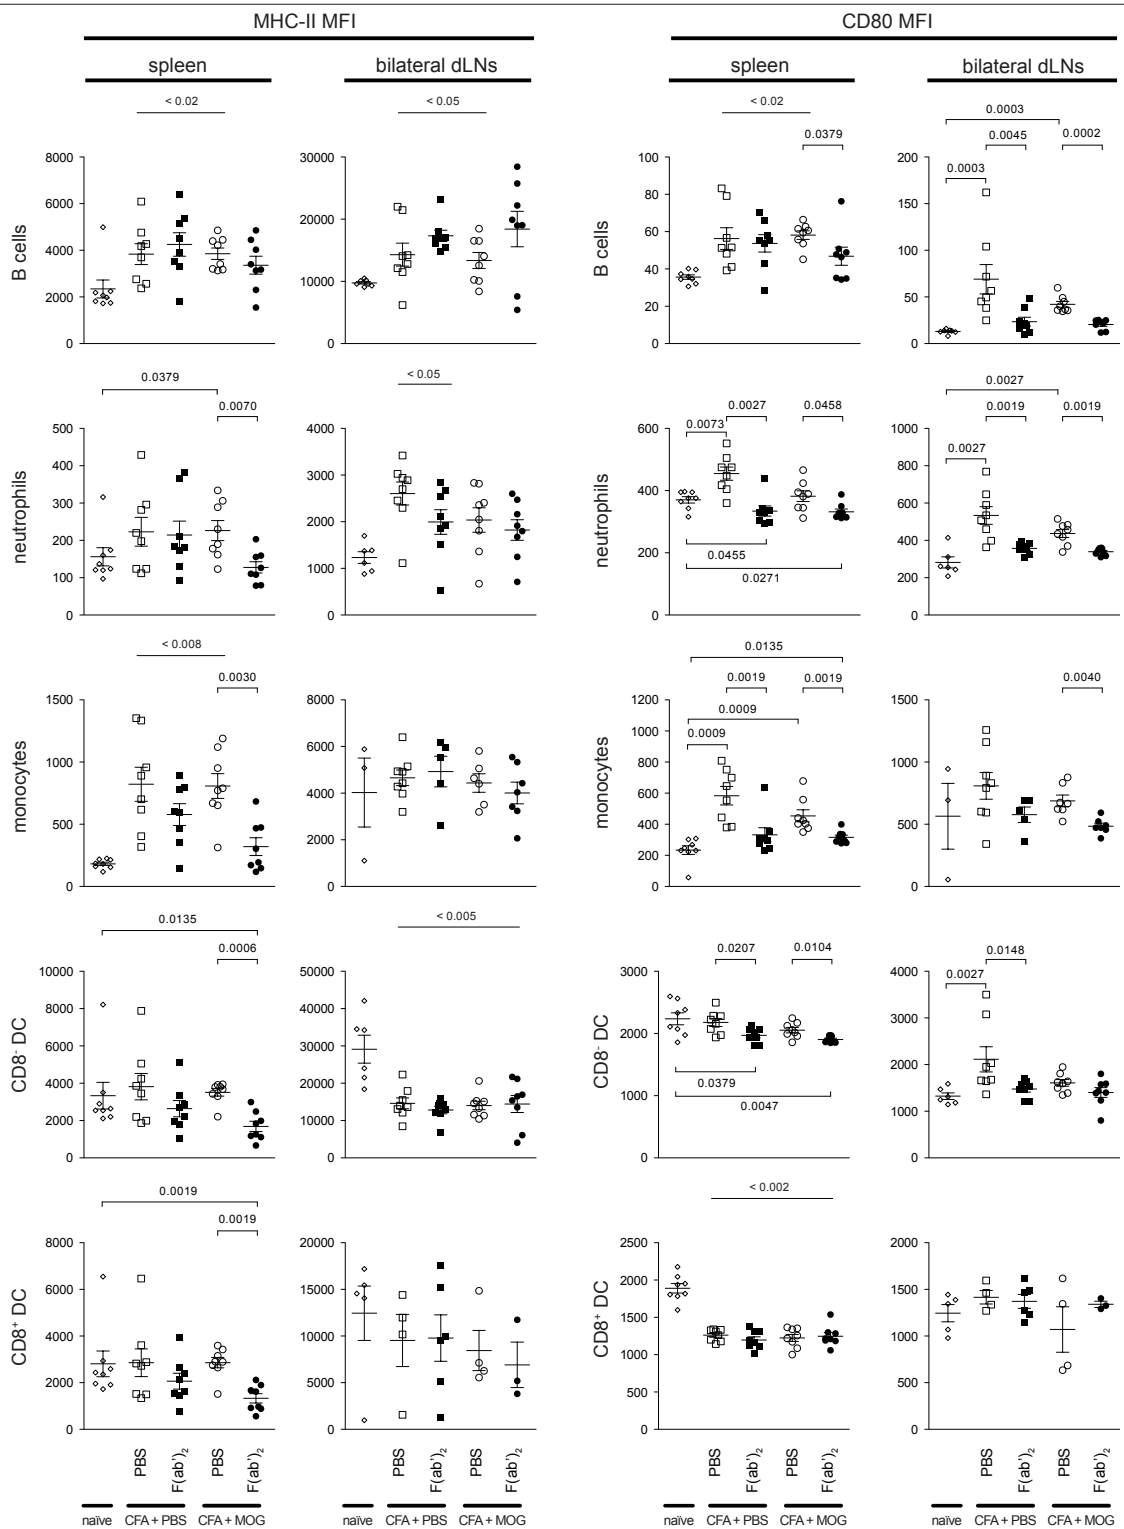 MHC-II MFI CD80 MFI
spleen bilateral dLNs spleen bilateral dLNs
< 0.02 < 0.05 < 0.02 0.0003
0.0379 0.0045 0.0002
0.0003
B cells 8000 6000 4000 2000 0
30000 20000 10000 0
B cells 100 80 60 40 20 0
200 150 100 50 0
0.0379 < 0.05 0.0027
0.0070 0.0027 0.0458 0.0019 0.0019
0.0073 0.0027
neutrophils 500 400 300 200 100 0
4000 3000 2000 1000 0
neutrophils 600 400 200 0
0.0455
0.0271
1000 800 600 400 200 0
< 0.008 0.0135
0.0030 0.0019 0.0019 0.0040
0.0009
0.0009
monocytes 1500 1000 500 0
8000 6000 4000 2000 0
monocytes 1200 1000 800 600 400 200 0
1500 1000 500 0
0.0135 < 0.005
0.0006 0.0207 0.0104 0.0148
0.0027
CD8⁻ DC 10000 8000 6000 4000 2000 0
50000 40000 30000 20000 10000 0
CD8⁻ DC 3000 2000 1000 0
0.0379
0.0047
4000 3000 2000 1000 0
0.0019 < 0.002
0.0019
CD8⁺ DC 8000 6000 4000 2000 0
20000 15000 10000 5000 0
CD8⁺ DC 2500 2000 1500 1000 500 0
2000 1500 1000 500 0
PBS F(ab')₂ PBS F(ab')₂ PBS F(ab')₂ PBS F(ab')₂ PBS F(ab')₂ PBS F(ab')₂ PBS F(ab')₂ PBS F(ab')₂
naïve CFA + PBS CFA + MOG naïve CFA + PBS CFA + MOG naïve CFA + PBS CFA + MOG naïve CFA + PBS CFA + MOG